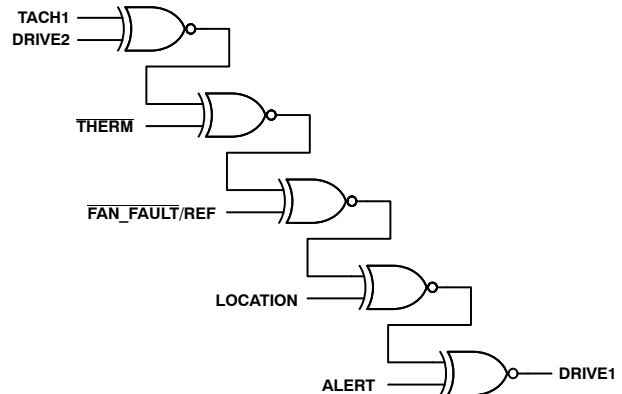 TACH1
DRIVE2
THERM
FAN_FAULT/REF
LOCATION
ALERT
DRIVE1